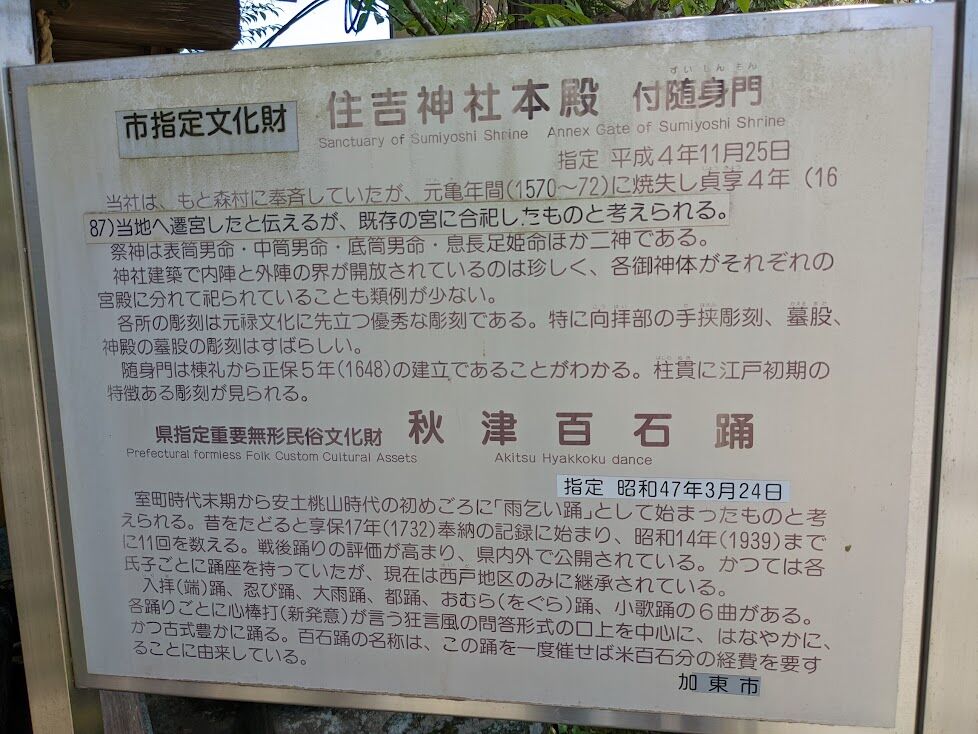 市指定文化財
住吉神社本殿 付随身門
ずいしんもん
Sanctuary of Sumiyoshi Shrine Annex Gate of Sumiyoshi Shrine
指定 平成4年11月25日
当社は、もと森村に奉斉していたが、元亀年間(1570～72)に焼失し貞享4年(16
87)当地へ遷宮したと伝えるが、既存の宮に合祀したものと考えられる。
祭神は表筒男命・中筒男命・底筒男命・息長足姫命ほか二神である。
神社建築で内陣と外陣の界が開放されているのは珍しく、各御神体がそれぞれの
宮殿に分れて祀られていることも類例が少ない。
各所の彫刻は元禄文化に先立つ優秀な彫刻である。特に向拝部の手挟彫刻、墓股、
神殿の墓股の彫刻はすばらしい。
随身門は棟礼から正保5年(1648)の建立であることがわかる。柱貫に江戸初期の
特徴ある彫刻が見られる。
県指定重要無形民俗文化財 秋津百石踊
Prefectural formless Folk Custom Cultural Assets Akitsu Hyakkoku dance
指定 昭和47年3月24日
室町時代末期から安土桃山時代の初めごろに「雨乞い踊」として始まったものと考
えられる。昔をたどると享保17年(1732)奉納の記録に始まり、昭和14年(1939)まで
に11回を数える。戦後踊りの評価が高まり、県内外で公開されている。かつては各
氏子ごとに踊座を持っていたが、現在は西戸地区のみに継承されている。
入拝(端)踊、忍び踊、大雨踊、都踊、おむら(をぐら)踊、小歌踊の6曲がある。
各踊りごとに心棒打(新発意)が言う狂言風の問答形式の口上を中心に、はなやかに、
かつ古式豊かに踊る。百石踊の名称は、この踊を一度催せば米百石分の経費を要す
ることに由来している。
加東市